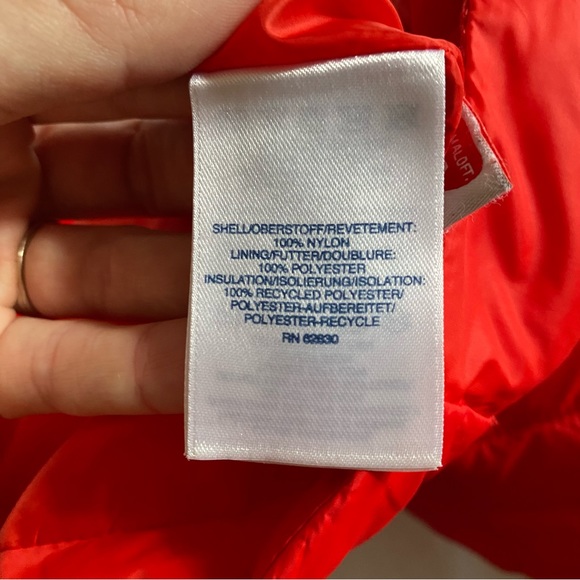 SHELL/OBERSTOFF/REVETEMENT:
100% NYLON
LINING/FUTTER/DOUBLURE:
100% POLYESTER
INSULATION/ISOLIERUNG/ISOLATION:
100% RECYCLED POLYESTER/
POLYESTER-AUFBEREITET/
POLYESTER-RECYCLE
RN 62830
ALOFT.